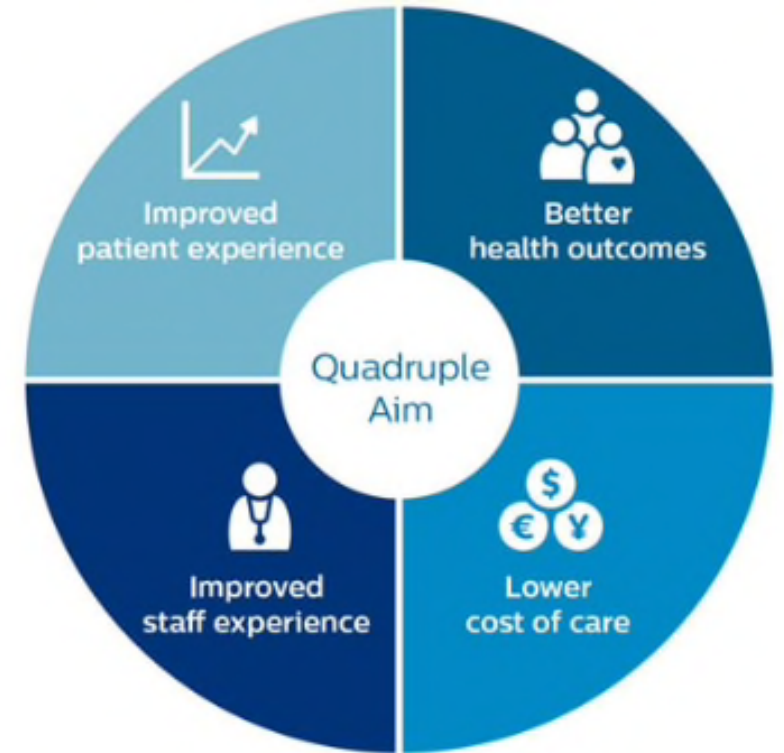 Improved
patient experience
Better
health outcomes
Quadruple
Aim
$
€ ¥
Improved
staff experience
Lower
cost of care